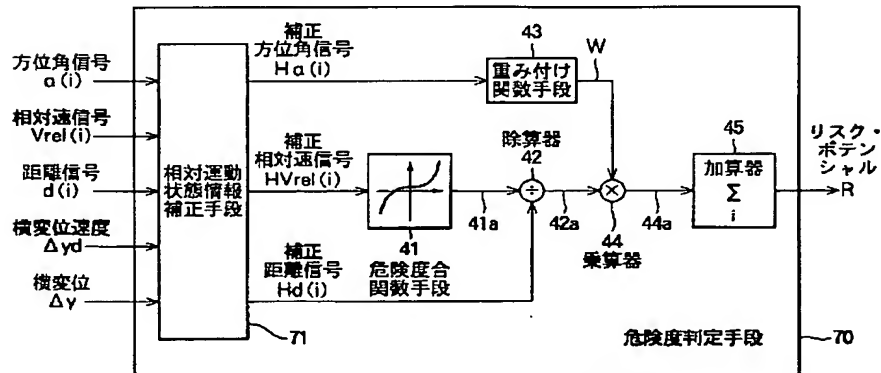 方位角信号
a(i)
相対速信号
Vrel(i)
距離信号
d(i)
横変位速度
Δyd
横変位
Δy
相対運動
状態情報
補正手段
71
補正
方位角信号
Ha(i)
補正
相対速信号
HVrel(i)
補正
距離信号
Hd(i)
41
危険度合
関数手段
41a
除算器
42
÷
42a
43
重み付け
関数手段
W
×
44
乗算器
44a
45
加算器
Σ
i
リスク・
ポテン
シャル
R
危険度判定手段
70